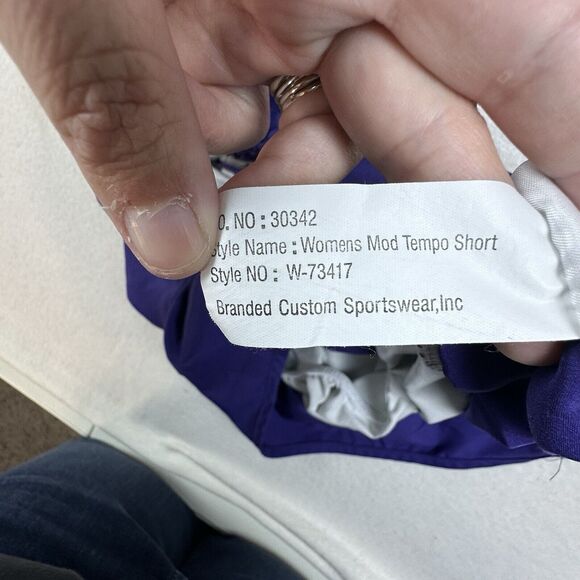 NO : 30342
Style Name : Womens Mod Tempo Short
Style NO : W-73417
Branded Custom Sportswear,Inc